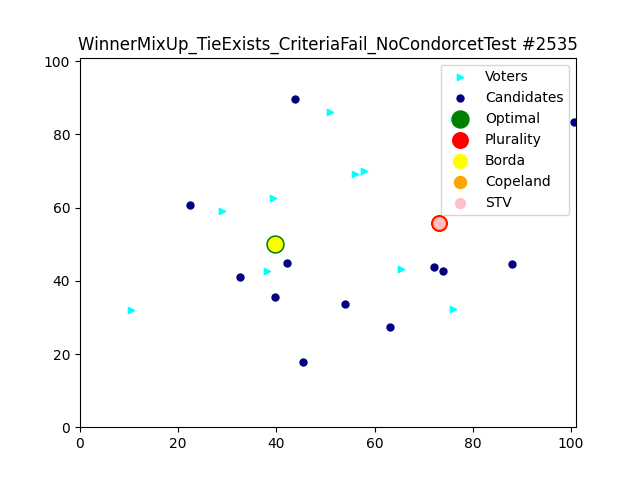 WinnerMixUp_TieExists_CriteriaFail_NoCondorcetTest #2535
100
80
60
40
20
0
0
20
40
60
80
100
Voters
Candidates
Optimal
Plurality
Borda
Copeland
STV